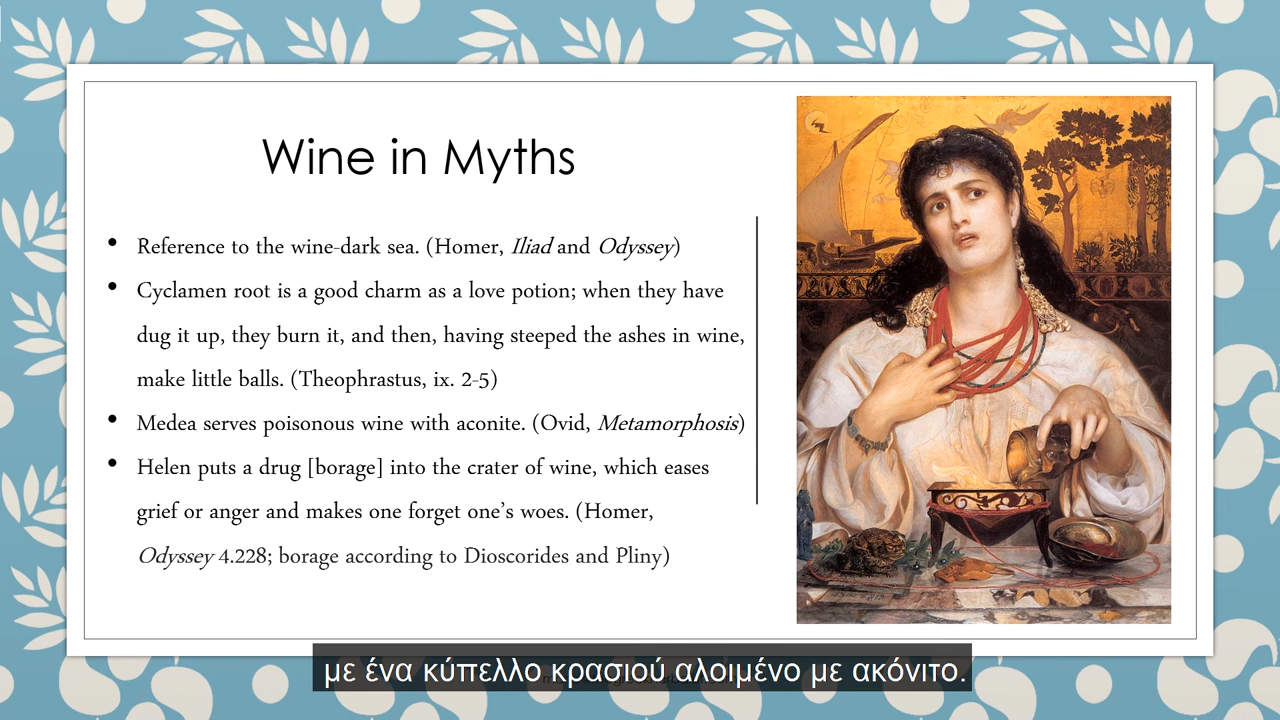 Wine in Myths
• Reference to the wine-dark sea. (Homer, Iliad and Odyssey)
• Cyclamen root is a good charm as a love potion; when they have
dug it up, they burn it, and then, having steeped the ashes in wine,
make little balls. (Theophrastus, ix. 2-5)
• Medea serves poisonous wine with aconite. (Ovid, Metamorphosis)
• Helen puts a drug [borage] into the crater of wine, which eases
grief or anger and makes one forget one’s woes. (Homer,
Odyssey 4.228; borage according to Dioscorides and Pliny)
με ένα κύπελλο κρασιού αλοιμένο με ακόνιτο.